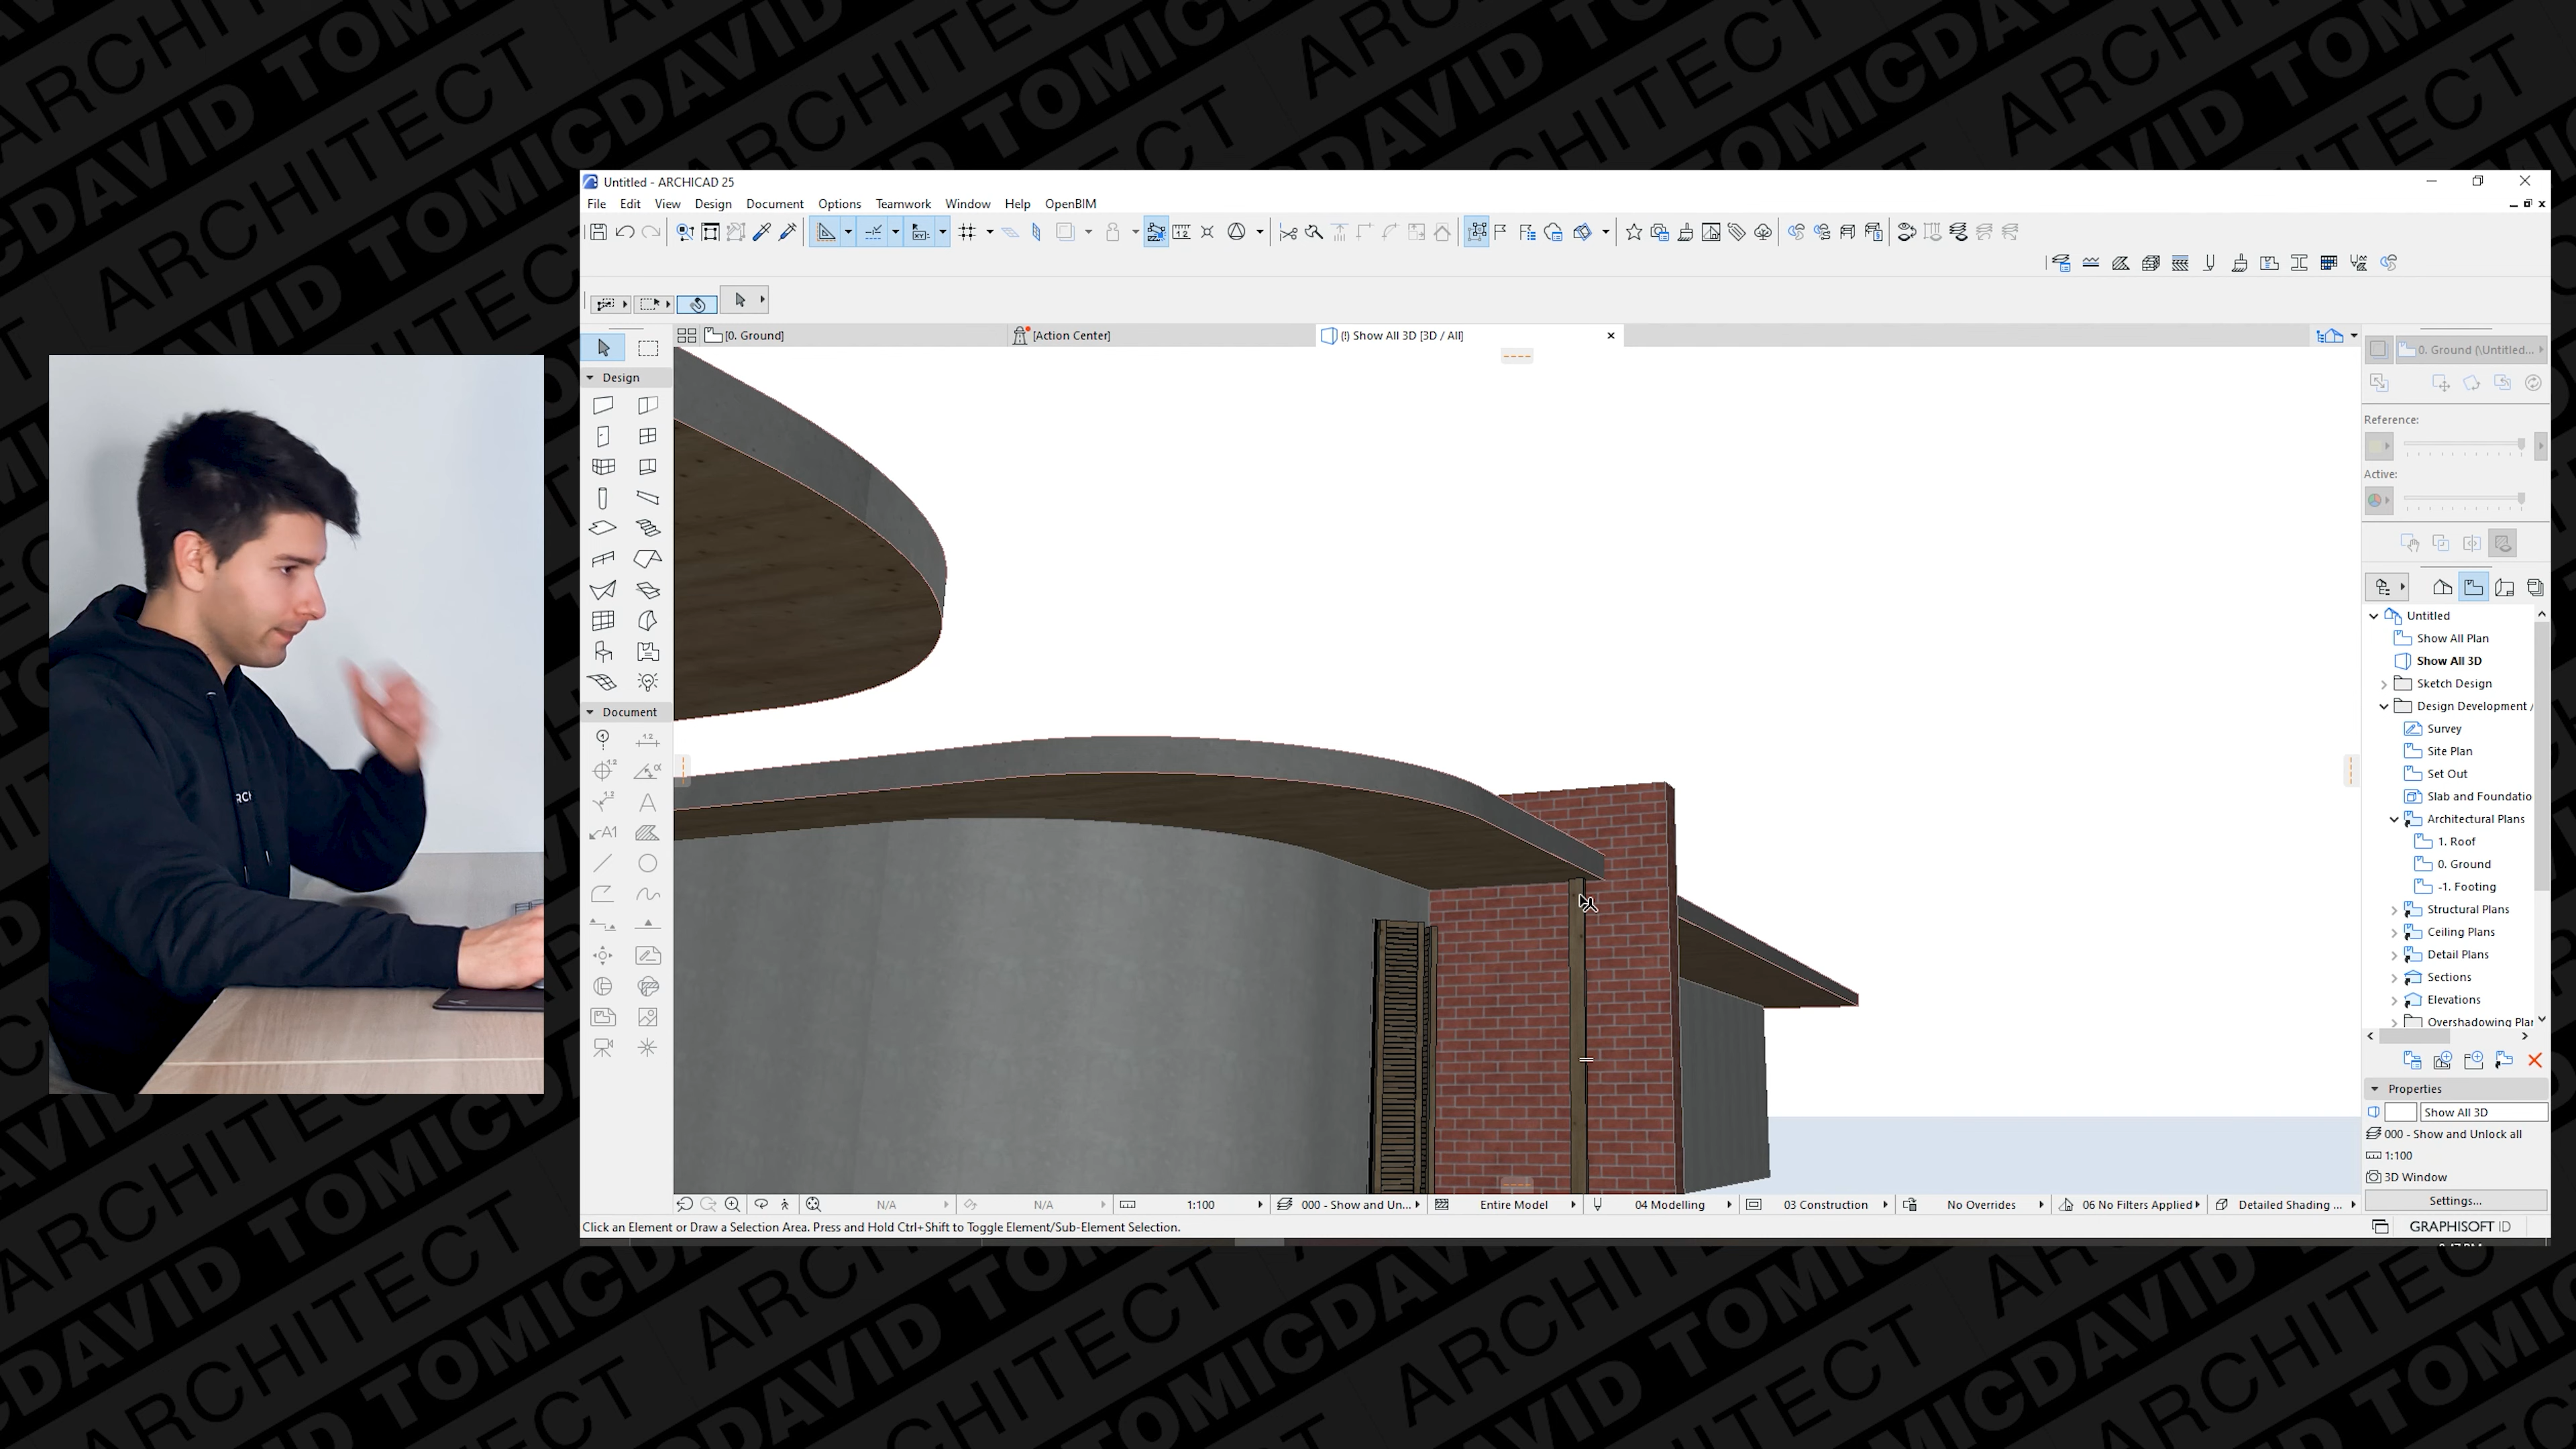 ARCHITECT DAVID TOMIC
Untitled - ARCHICAD 25
File Edit View Design Document Options Teamwork Window Help OpenBIM
[0. Ground]
[Action Center]
(!) Show All 3D [3D / All]
Design
Document
0. Ground (\Untitled...
Reference:
Active:
Untitled
Show All Plan
Show All 3D
Sketch Design
Design Development /
Survey
Site Plan
Set Out
Slab and Foundatio
Architectural Plans
1. Roof
0. Ground
-1. Footing
Structural Plans
Ceiling Plans
Detail Plans
Sections
Elevations
Overshadowing Plar
Properties
Show All 3D
000 - Show and Unlock all
1:100
3D Window
Settings...
N/A
N/A
1:100
000 - Show and Un...
Entire Model
04 Modelling
03 Construction
No Overrides
06 No Filters Applied
Detailed Shading ...
Click an Element or Draw a Selection Area. Press and Hold Ctrl+Shift to Toggle Element/Sub-Element Selection.
GRAPHISOFT ID